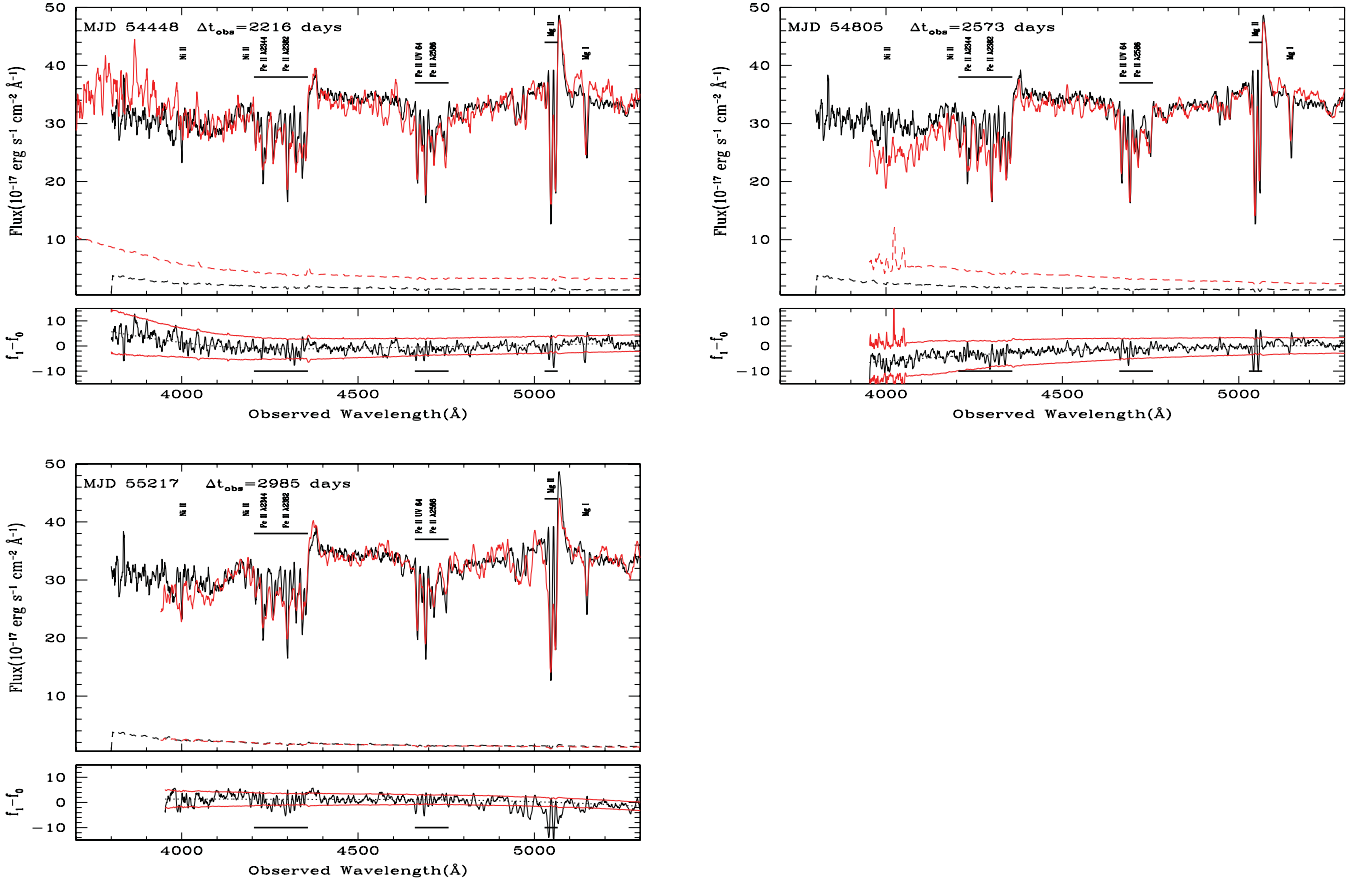 MJD 54448 Δt_obs=2216 days
Ni II
Ni II
Fe II λ2344
Fe II λ2382
Fe II UV 64
Fe II λ2586
Mg II
Mg I
50
40
30
20
10
Flux(10⁻¹⁷ erg s⁻¹ cm⁻² Å⁻¹)
10
0
−10
f₁−f₀
4000
4500
5000
Observed Wavelength(Å)
MJD 54805 Δt_obs=2573 days
Ni II
Ni II
Fe II λ2344
Fe II λ2382
Fe II UV 64
Fe II λ2586
Mg II
Mg I
50
40
30
20
10
Flux(10⁻¹⁷ erg s⁻¹ cm⁻² Å⁻¹)
10
0
−10
f₁−f₀
4000
4500
5000
Observed Wavelength(Å)
MJD 55217 Δt_obs=2985 days
Ni II
Ni II
Fe II λ2344
Fe II λ2382
Fe II UV 64
Fe II λ2586
Mg II
Mg I
50
40
30
20
10
Flux(10⁻¹⁷ erg s⁻¹ cm⁻² Å⁻¹)
10
0
−10
f₁−f₀
4000
4500
5000
Observed Wavelength(Å)